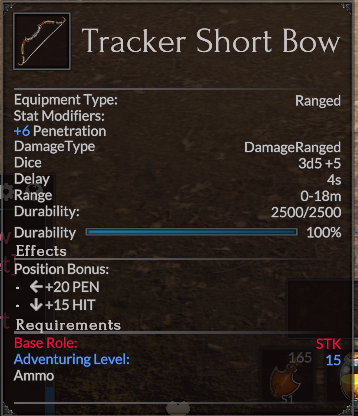 Tracker Short Bow
Equipment Type: Ranged
Stat Modifiers:
+6 Penetration
DamageType DamageRanged
Dice 3d5 +5
Delay 4s
Range 0-18m
Durability: 2500/2500
Durability 100%
Effects
Position Bonus:
· ←+20 PEN
· ↓+15 HIT
Requirements
Base Role: STK
Adventuring Level: 15
Ammo
165
51